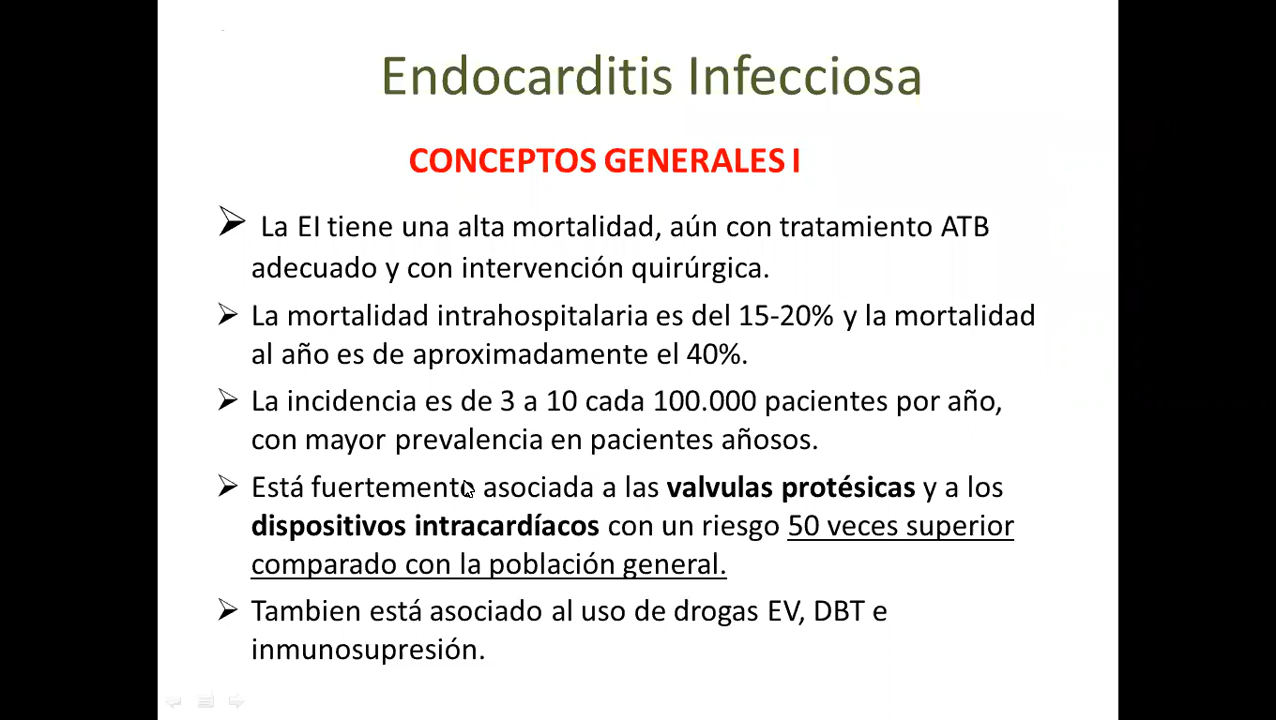 Endocarditis Infecciosa
CONCEPTOS GENERALES I
La EI tiene una alta mortalidad, aún con tratamiento ATB
adecuado y con intervención quirúrgica.
La mortalidad intrahospitalaria es del 15-20% y la mortalidad
al año es de aproximadamente el 40%.
La incidencia es de 3 a 10 cada 100.000 pacientes por año,
con mayor prevalencia en pacientes añosos.
Está fuertemento asociada a las valvulas protésicas y a los
dispositivos intracardíacos con un riesgo 50 veces superior
comparado con la población general.
Tambien está asociado al uso de drogas EV, DBT e
inmunosupresión.